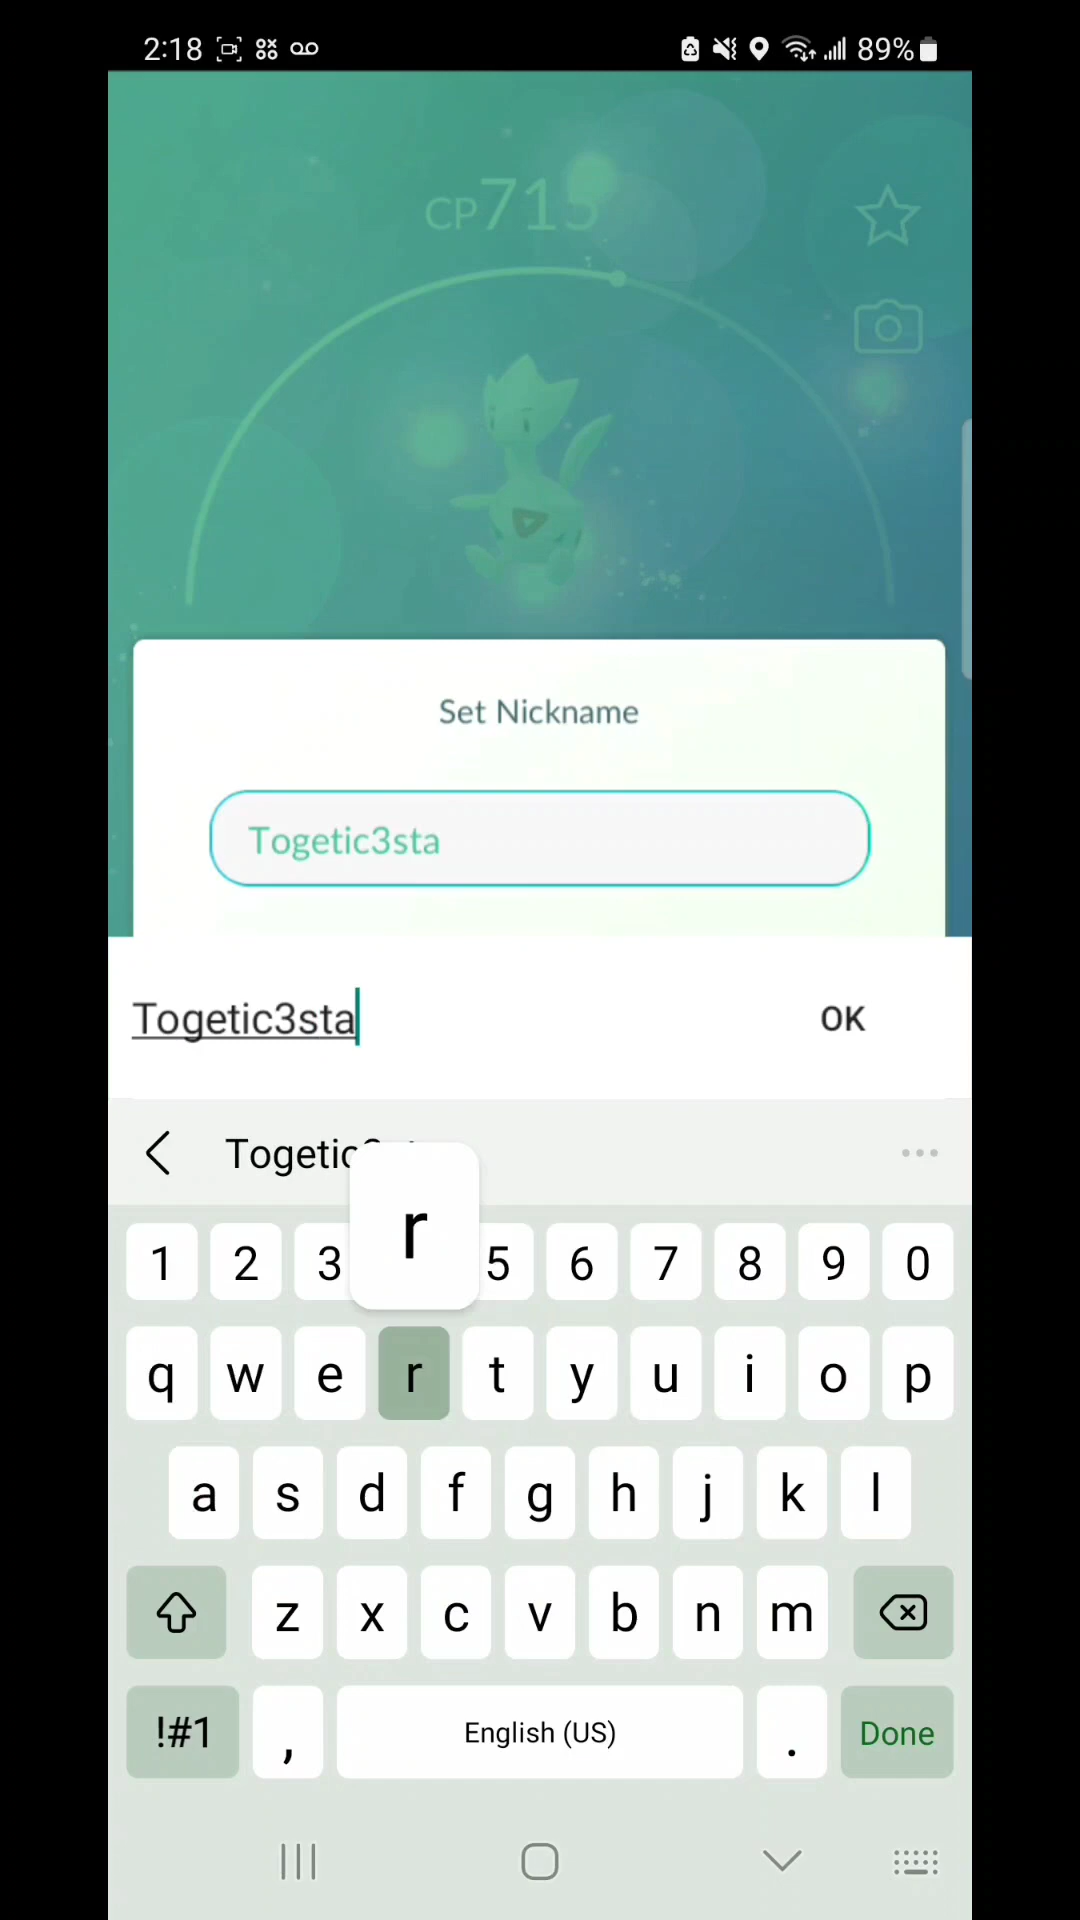 2:18 89%
CP715
Set Nickname
Togetic3sta
Togetic3sta OK
Togetic3st
r
1 2 3 5 6 7 8 9 0
q w e r t y u i o p
a s d f g h j k l
z x c v b n m
!#1 , English (US) . Done